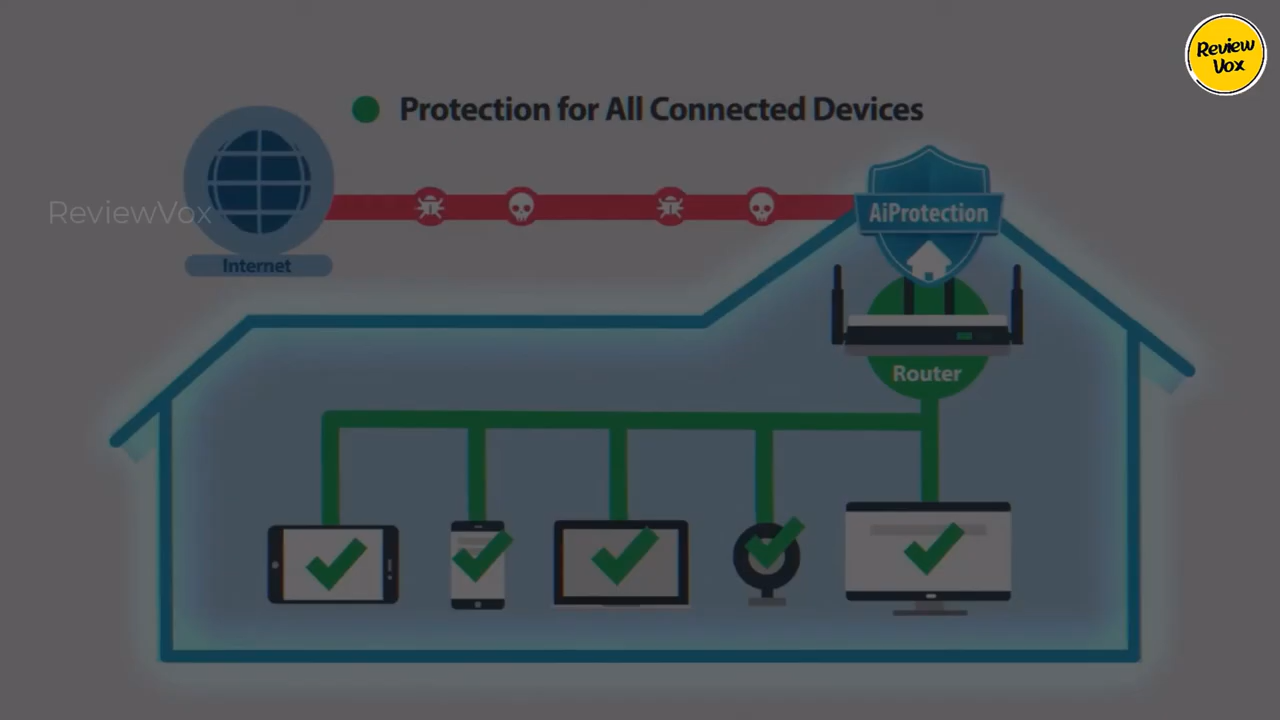 Review
Vox
Protection for All Connected Devices
ReviewVox
AiProtection
Internet
Router